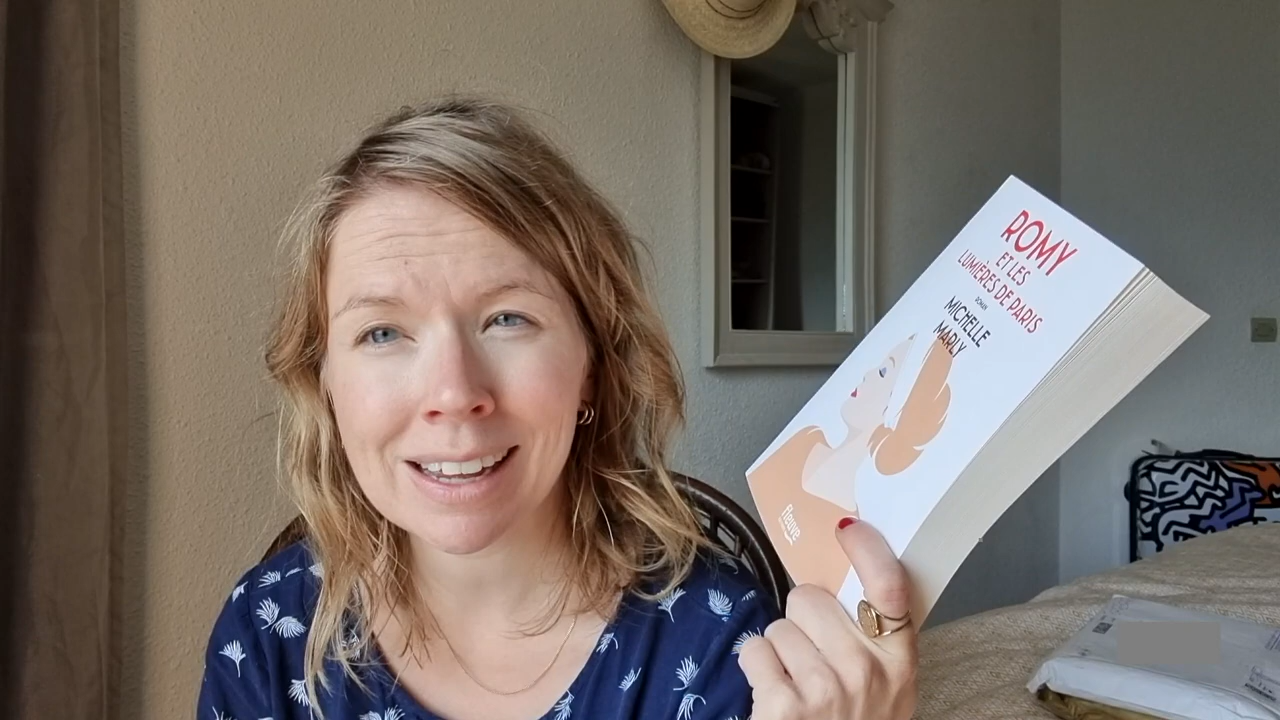 ROMY
ET LES
LUMIÈRES DE PARIS
ROMAN
MICHELLE
MARLY
fleuve